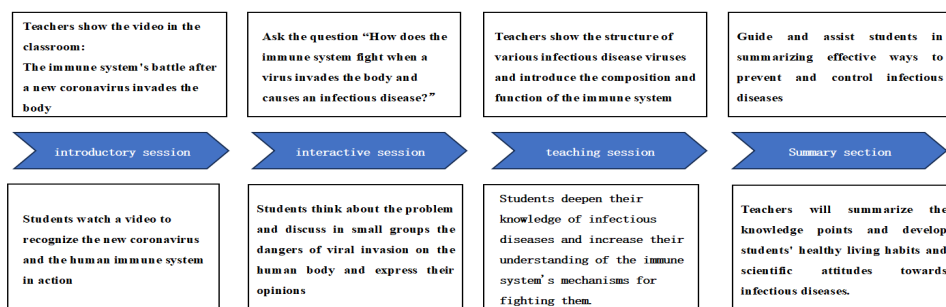 Teachers show the video in the
classroom:
The immune system's battle after
a new coronavirus invades the
body
Ask the question “How does the
immune system fight when a
virus invades the body and
causes an infectious disease?”
Teachers show the structure of
various infectious disease viruses
and introduce the composition and
function of the immune system
Guide and assist students in
summarizing effective ways to
prevent and control infectious
diseases
introductory session
interactive session
teaching session
Summary section
Students watch a video to
recognize the new coronavirus
and the human immune system
in action
Students think about the problem
and discuss in small groups the
dangers of viral invasion on the
human body and express their
opinions
Students deepen their
knowledge of infectious
diseases and increase their
understanding of the immune
system's mechanisms for
fighting them.
Teachers will summarize the
knowledge points and develop
students' healthy living habits and
scientific attitudes towards
infectious diseases.